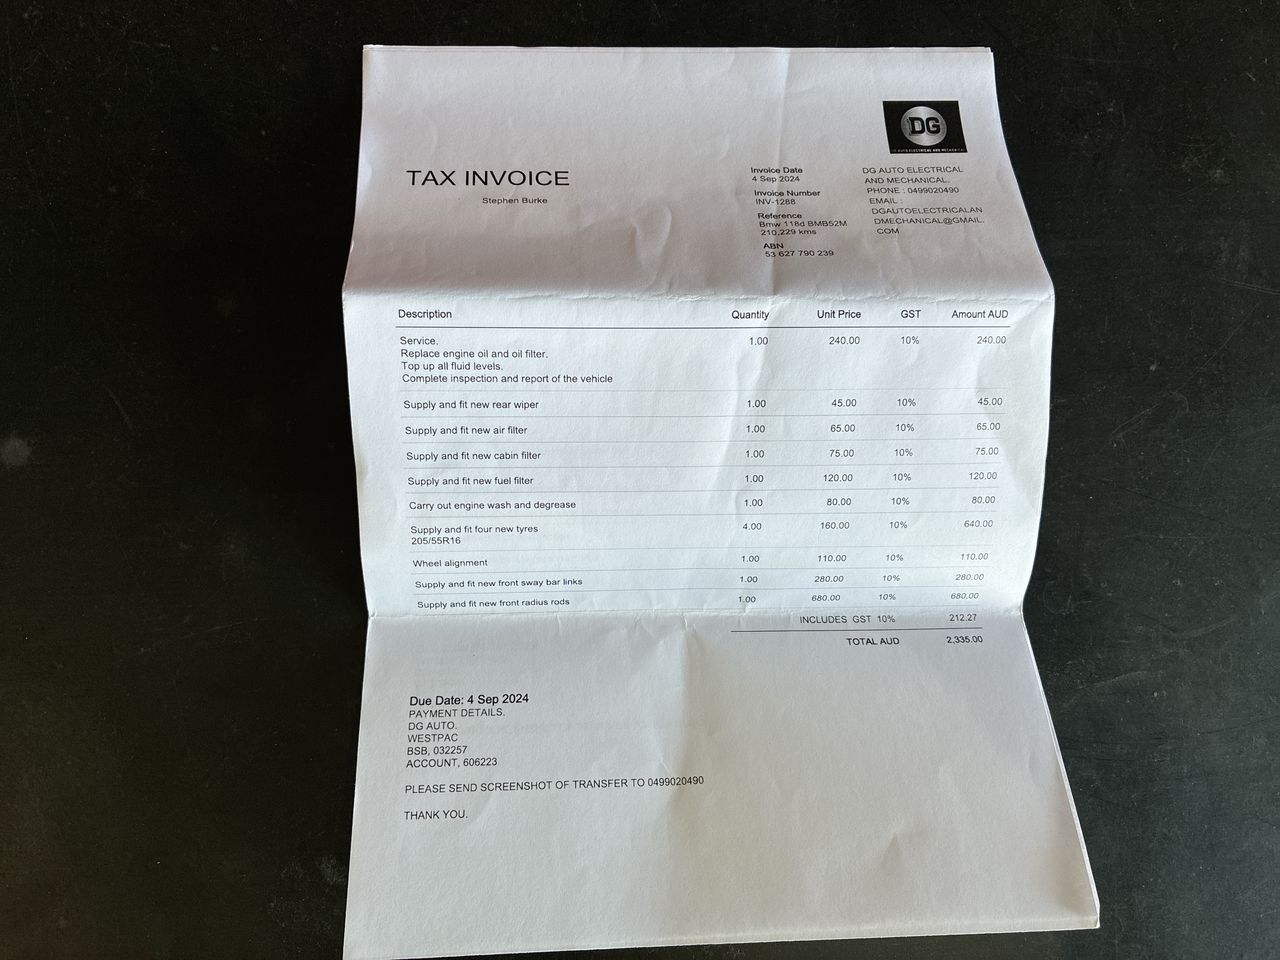 DG
DG AUTO ELECTRICAL AND MECHANICAL
TAX INVOICE
Stephen Burke
Invoice Date
4 Sep 2024
Invoice Number
INV-1288
Reference
Bmw 118d BMB52M
210,229 kms
ABN
53 627 790 239
DG AUTO ELECTRICAL
AND MECHANICAL.
PHONE : 0499020490
EMAIL :
DGAUTOELECTRICALAN
DMECHANICAL@GMAIL.
COM
Description Quantity Unit Price GST Amount AUD
Service. 1.00 240.00 10% 240.00
Replace engine oil and oil filter.
Top up all fluid levels.
Complete inspection and report of the vehicle
Supply and fit new rear wiper 1.00 45.00 10% 45.00
Supply and fit new air filter 1.00 65.00 10% 65.00
Supply and fit new cabin filter 1.00 75.00 10% 75.00
Supply and fit new fuel filter 1.00 120.00 10% 120.00
Carry out engine wash and degrease 1.00 80.00 10% 80.00
Supply and fit four new tyres 4.00 160.00 10% 640.00
205/55R16
Wheel alignment 1.00 110.00 10% 110.00
Supply and fit new front sway bar links 1.00 280.00 10% 280.00
Supply and fit new front radius rods 1.00 680.00 10% 680.00
INCLUDES GST 10% 212.27
TOTAL AUD 2,335.00
Due Date: 4 Sep 2024
PAYMENT DETAILS.
DG AUTO.
WESTPAC
BSB, 032257
ACCOUNT, 606223
PLEASE SEND SCREENSHOT OF TRANSFER TO 0499020490
THANK YOU.